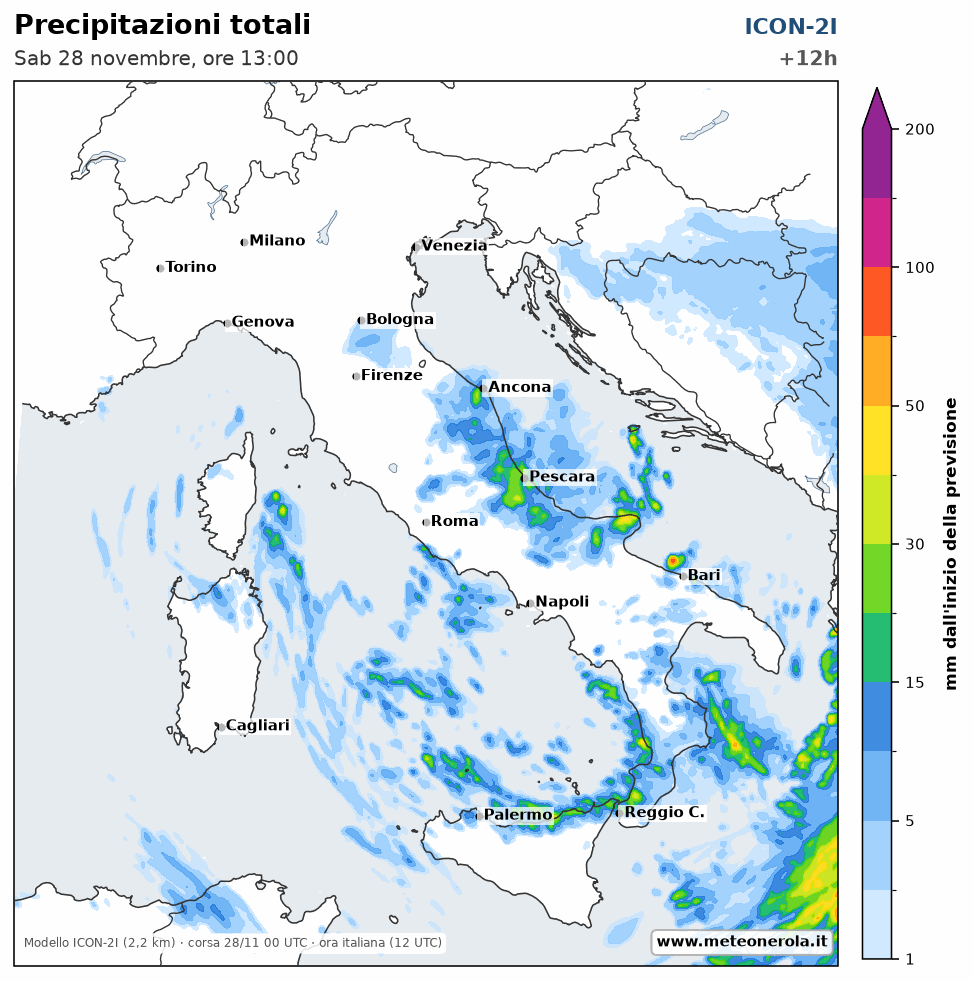 Precipitazioni totali
ICON-2I
Sab 28 novembre, ore 13:00
+12h
200
100
50
30
15
5
1
mm dall'inizio della previsione
Milano
Venezia
Torino
Genova
Bologna
Firenze
Ancona
Pescara
Roma
Bari
Napoli
Cagliari
Palermo
Reggio C.
Modello ICON-2I (2,2 km) · corsa 28/11 00 UTC · ora italiana (12 UTC)
www.meteonerola.it